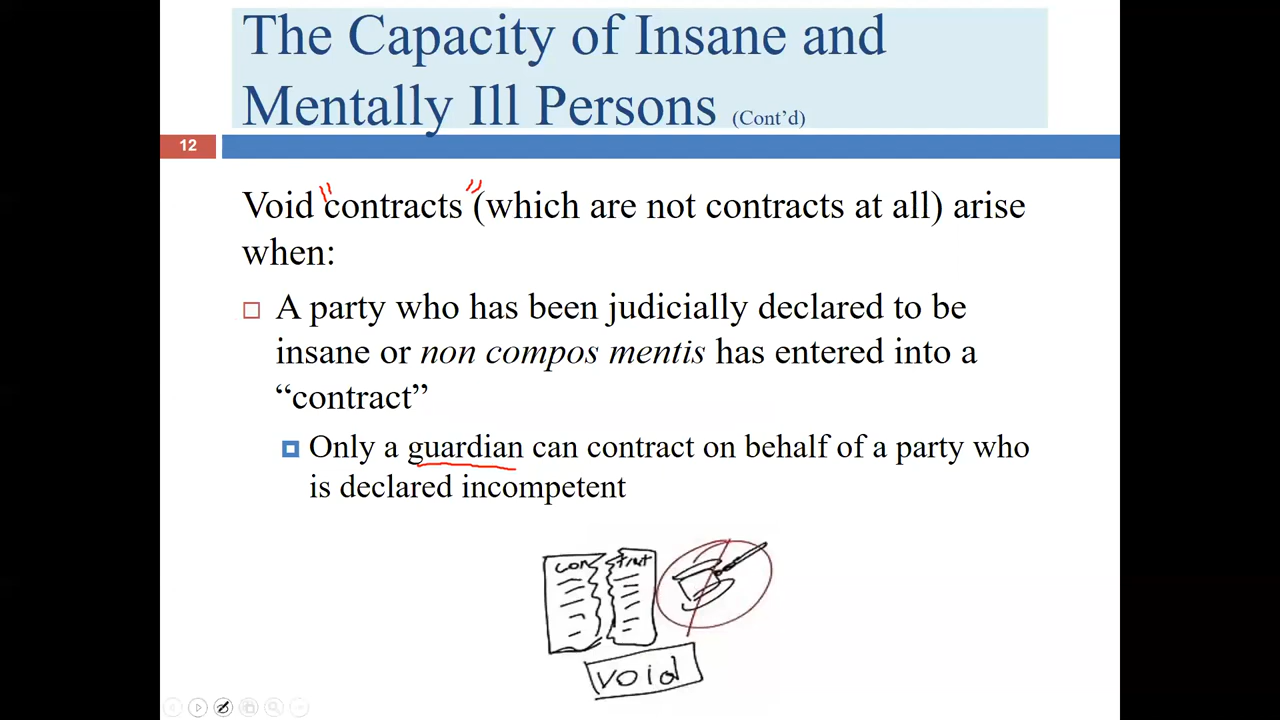 The Capacity of Insane and
Mentally Ill Persons (Cont’d)
12
Void "contracts" (which are not contracts at all) arise
when:
A party who has been judicially declared to be
insane or non compos mentis has entered into a
“contract”
Only a guardian can contract on behalf of a party who
is declared incompetent
con tract
void